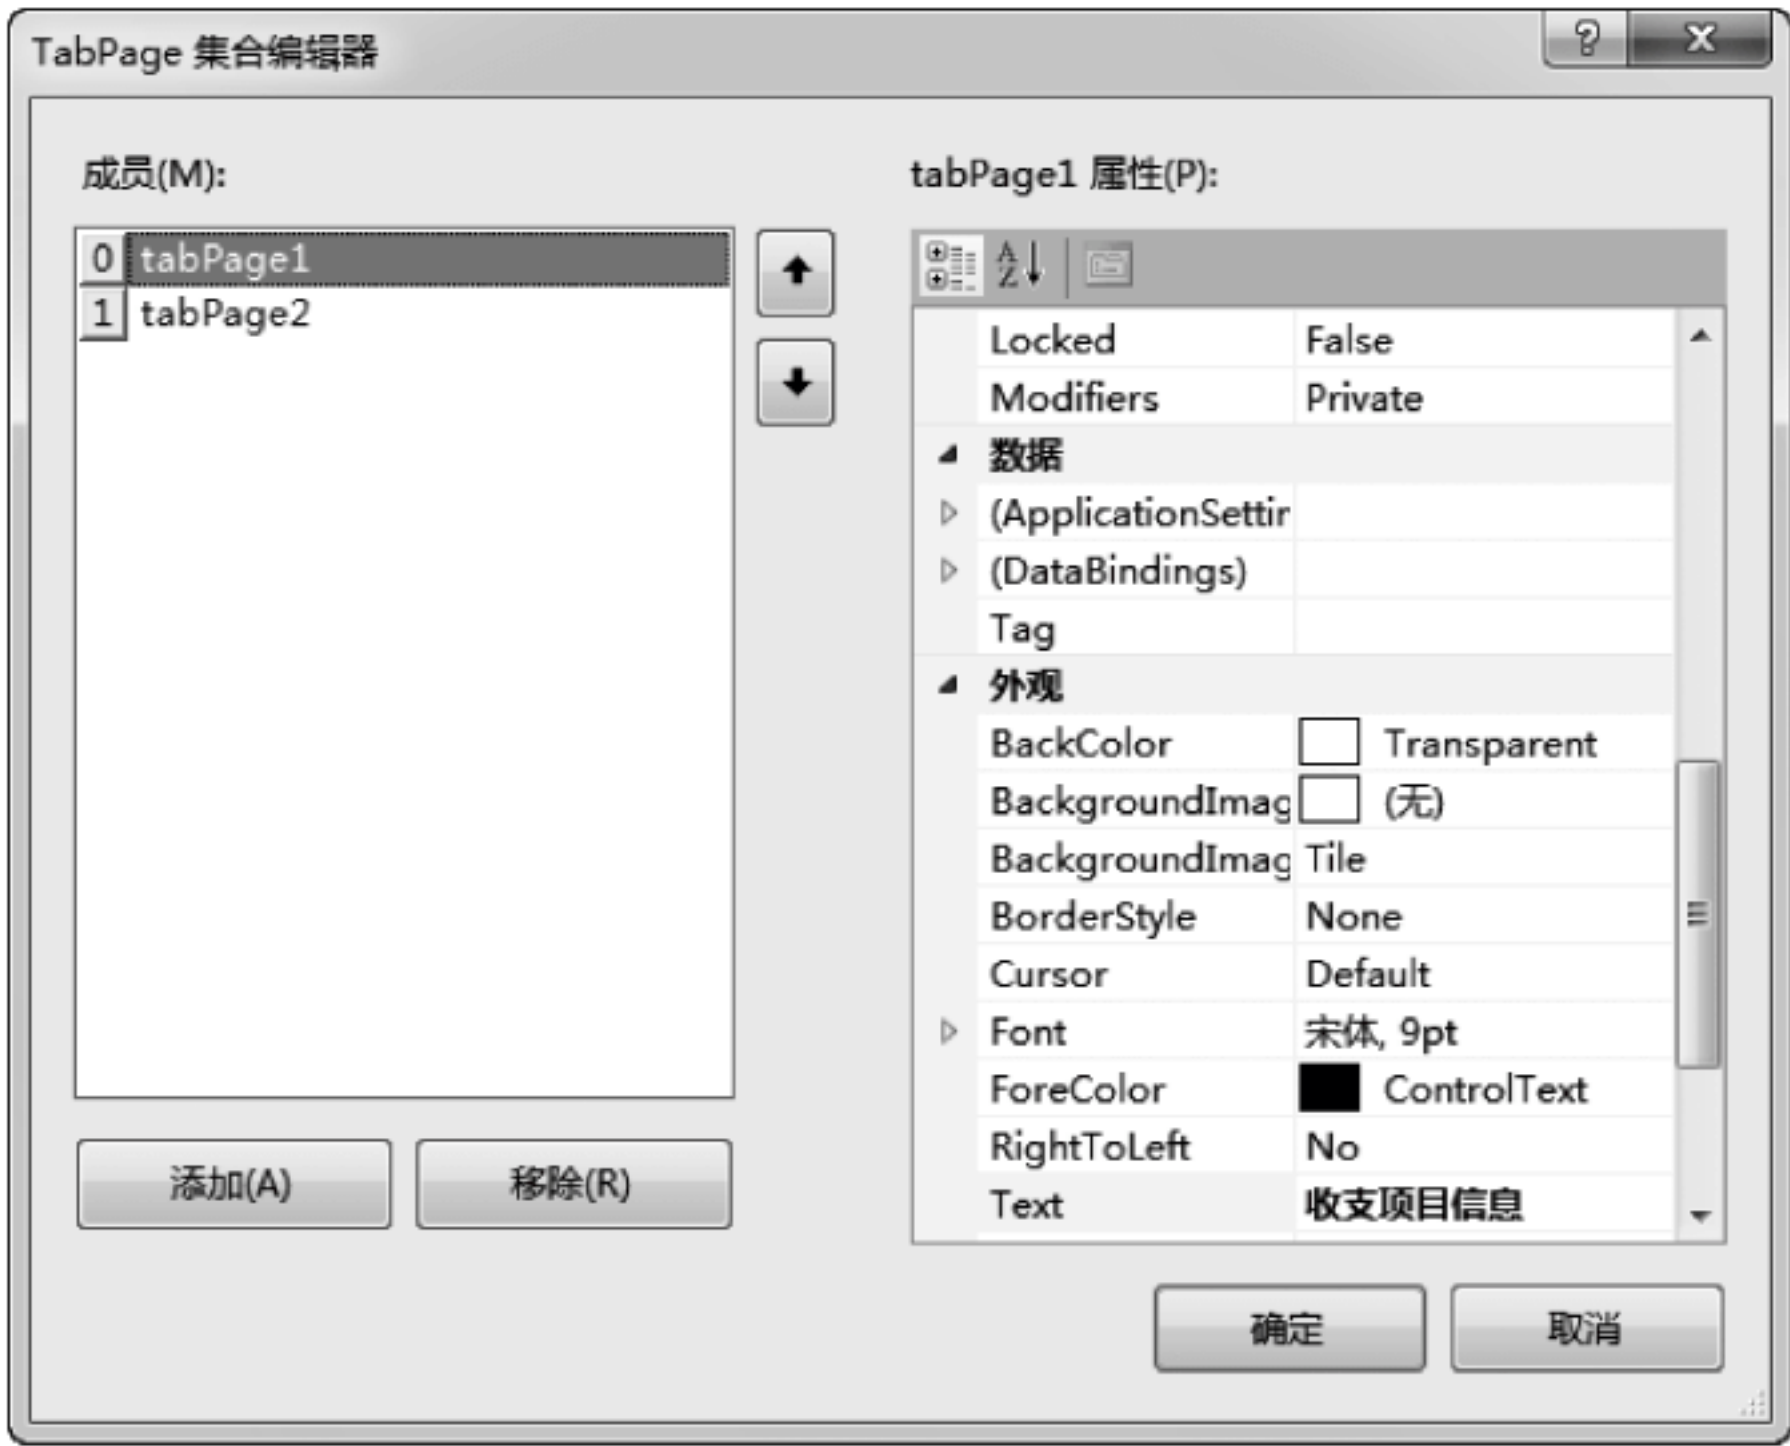 TabPage 集合编辑器
成员(M):
0 tabPage1
1 tabPage2
添加(A) 移除(R)
tabPage1 属性(P):
Locked False
Modifiers Private
数据
(ApplicationSettin
(DataBindings)
Tag
外观
BackColor Transparent
BackgroundImag (无)
BackgroundImag Tile
BorderStyle None
Cursor Default
Font 宋体, 9pt
ForeColor ControlText
RightToLeft No
Text 收支项目信息
确定 取消